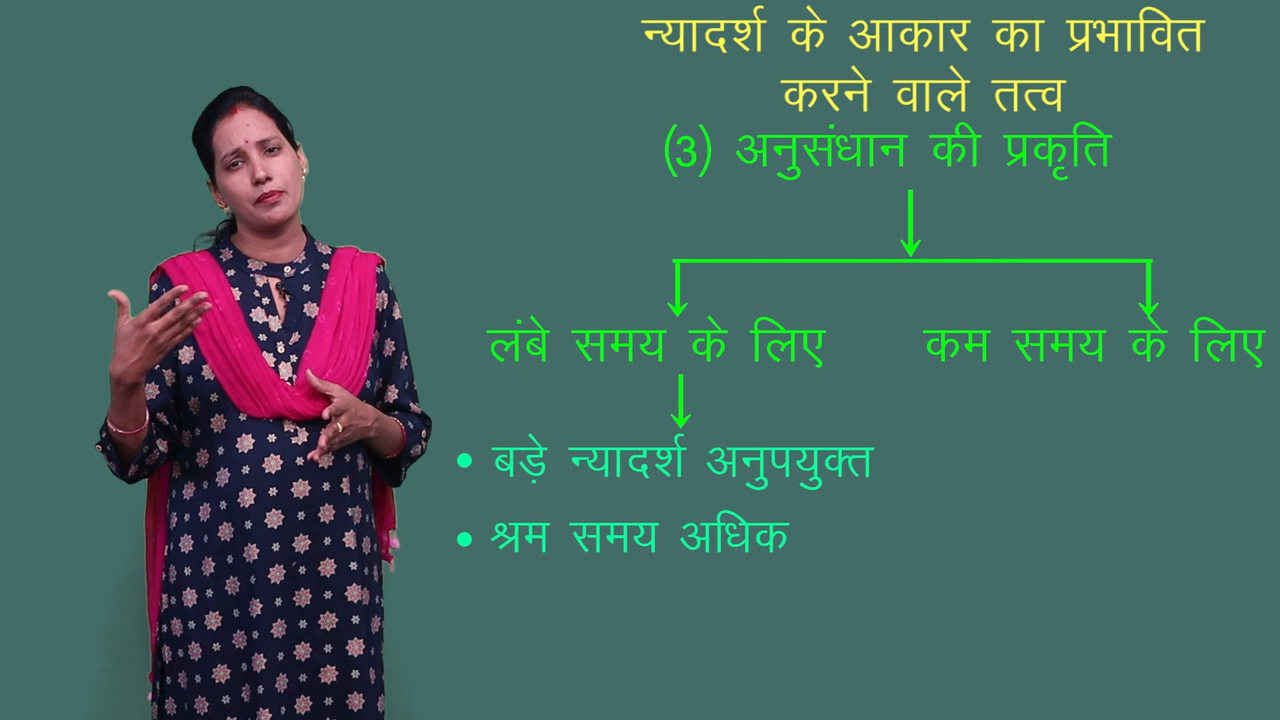 न्यादर्श के आकार का प्रभावित
करने वाले तत्व
(3) अनुसंधान की प्रकृति
लंबे समय के लिए
कम समय के लिए
• बड़े न्यादर्श अनुपयुक्त
• श्रम समय अधिक